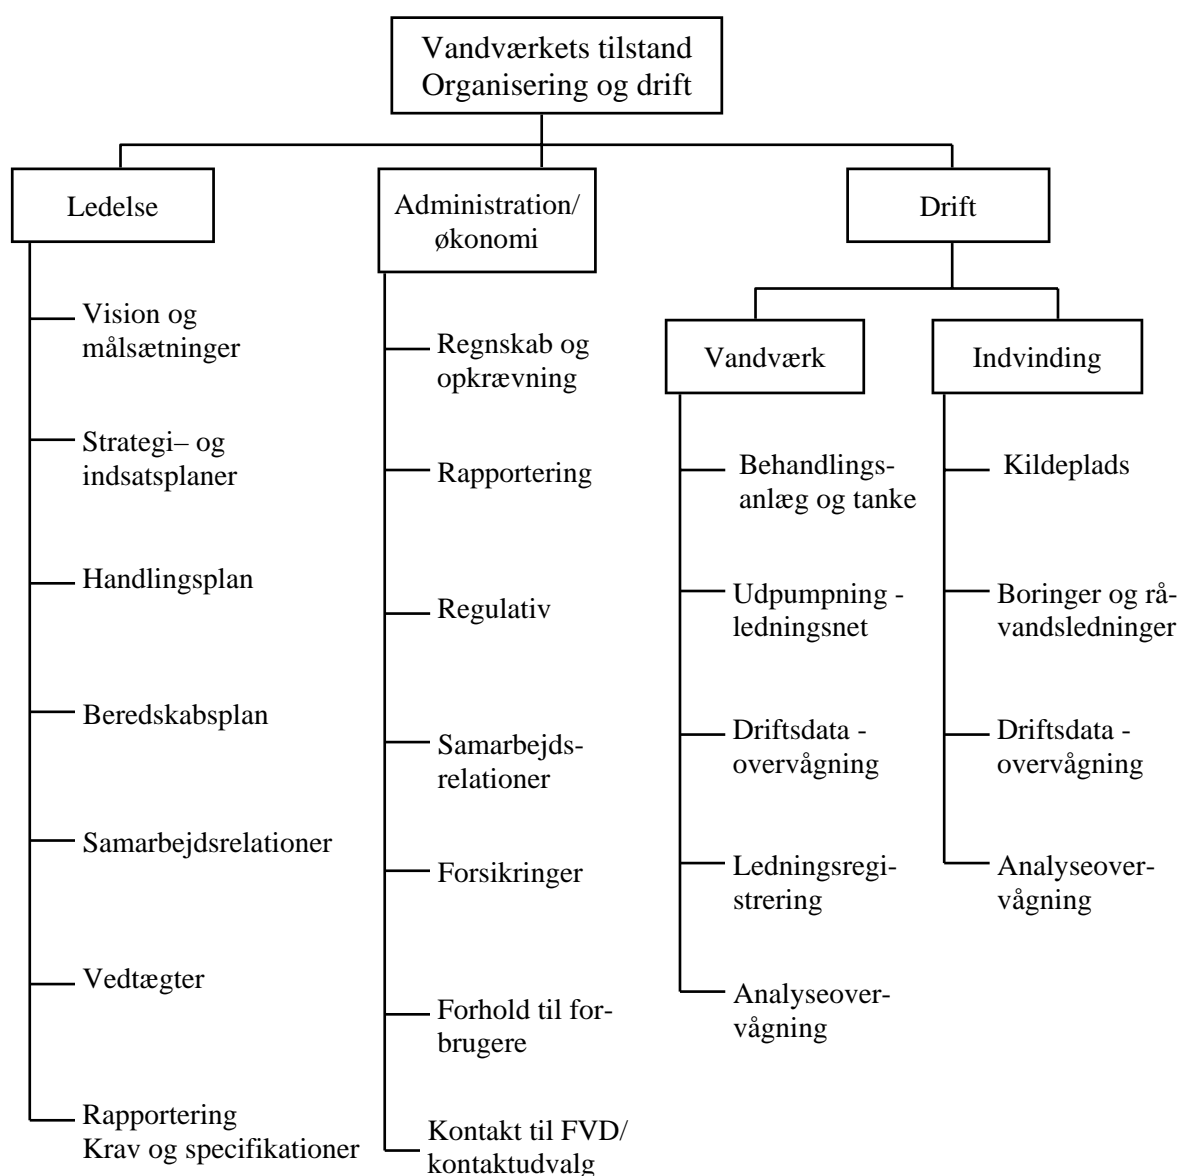 Vandværkets tilstand
Organisering og drift
Ledelse
Vision og
målsætninger
Strategi– og
indsatsplaner
Handlingsplan
Beredskabsplan
Samarbejdsrelationer
Vedtægter
Rapportering
Krav og specifikationer
Administration/
økonomi
Regnskab og
opkrævning
Rapportering
Regulativ
Samarbejds-
relationer
Forsikringer
Forhold til for-
brugere
Kontakt til FVD/
kontaktudvalg
Drift
Vandværk
Behandlings-
anlæg og tanke
Udpumpning -
ledningsnet
Driftsdata -
overvågning
Ledningsregi-
strering
Analyseover-
vågning
Indvinding
Kildeplads
Boringer og rå-
vandsledninger
Driftsdata -
overvågning
Analyseover-
vågning